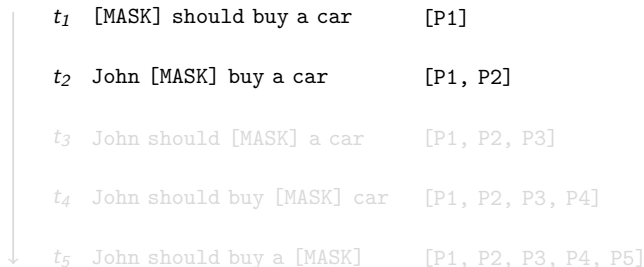 t1 [MASK] should buy a car [P1]
t2 John [MASK] buy a car [P1, P2]
t3 John should [MASK] a car [P1, P2, P3]
t4 John should buy [MASK] car [P1, P2, P3, P4]
t5 John should buy a [MASK] [P1, P2, P3, P4, P5]